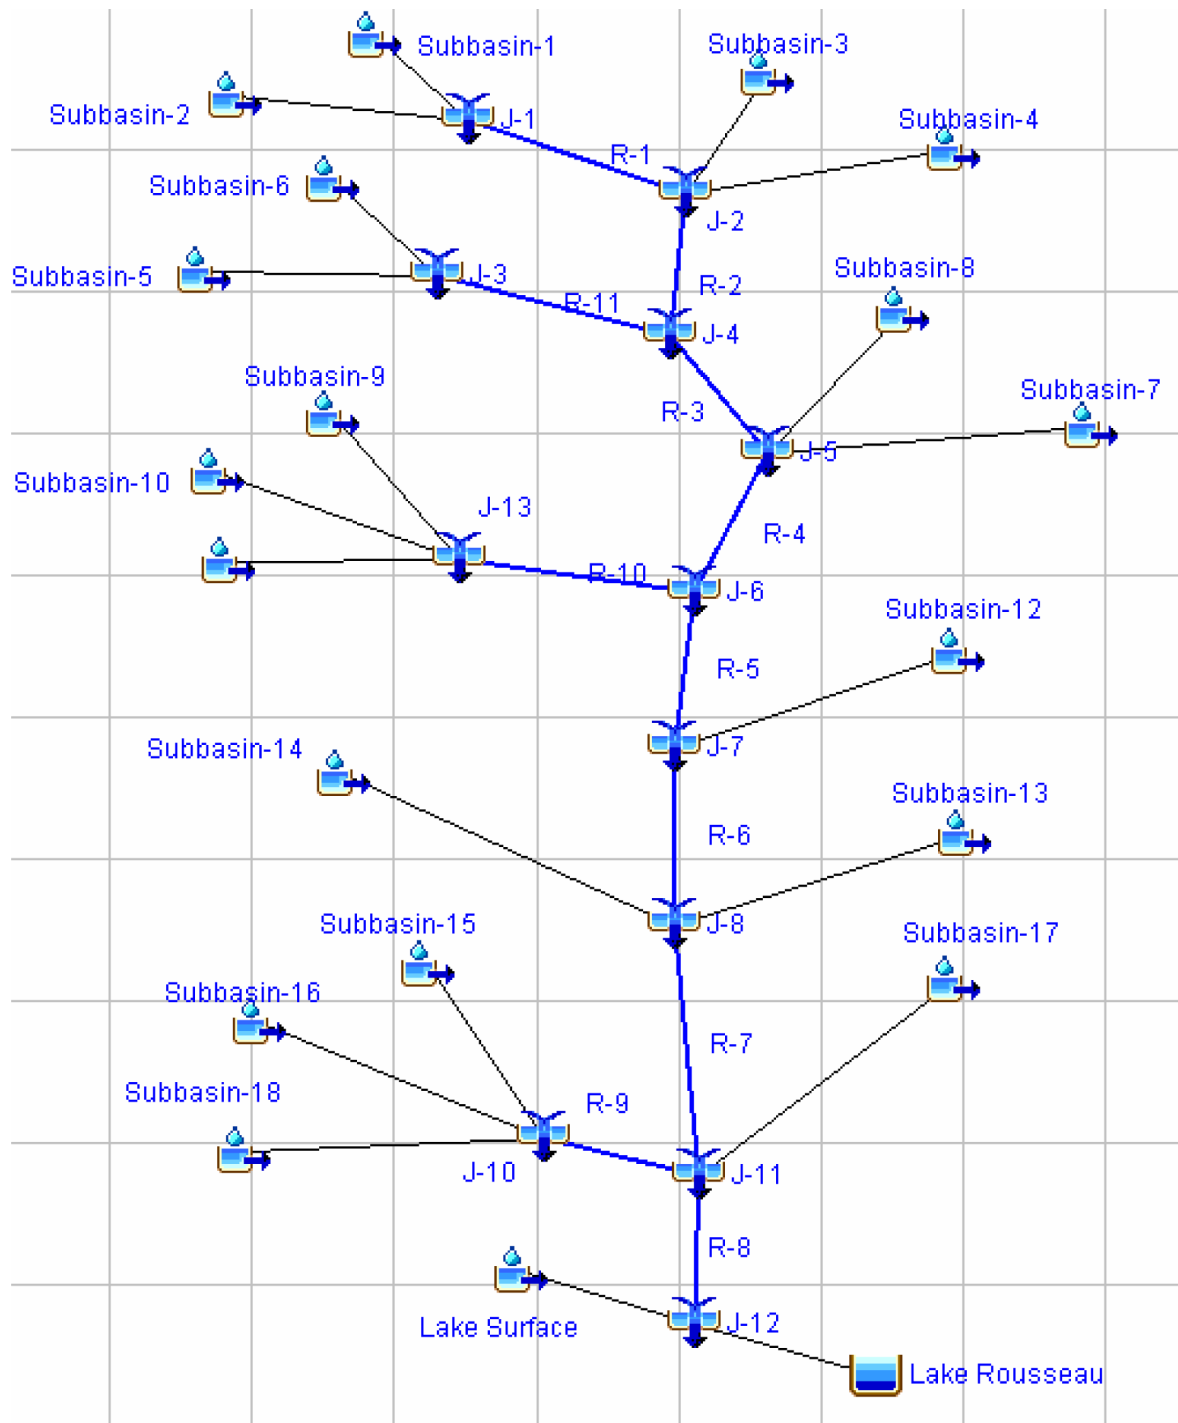 Subbasin-1
Subbasin-3
Subbasin-2
J-1
Subbasin-4
R-1
Subbasin-6
J-2
Subbasin-5
J-3
Subbasin-8
R-2
R-11
J-4
Subbasin-9
Subbasin-7
R-3
J-5
Subbasin-10
J-13
R-4
R-10
J-6
Subbasin-12
R-5
J-7
Subbasin-14
Subbasin-13
R-6
J-8
Subbasin-15
Subbasin-17
Subbasin-16
R-7
Subbasin-18
R-9
J-10
J-11
R-8
Lake Surface
J-12
Lake Rousseau